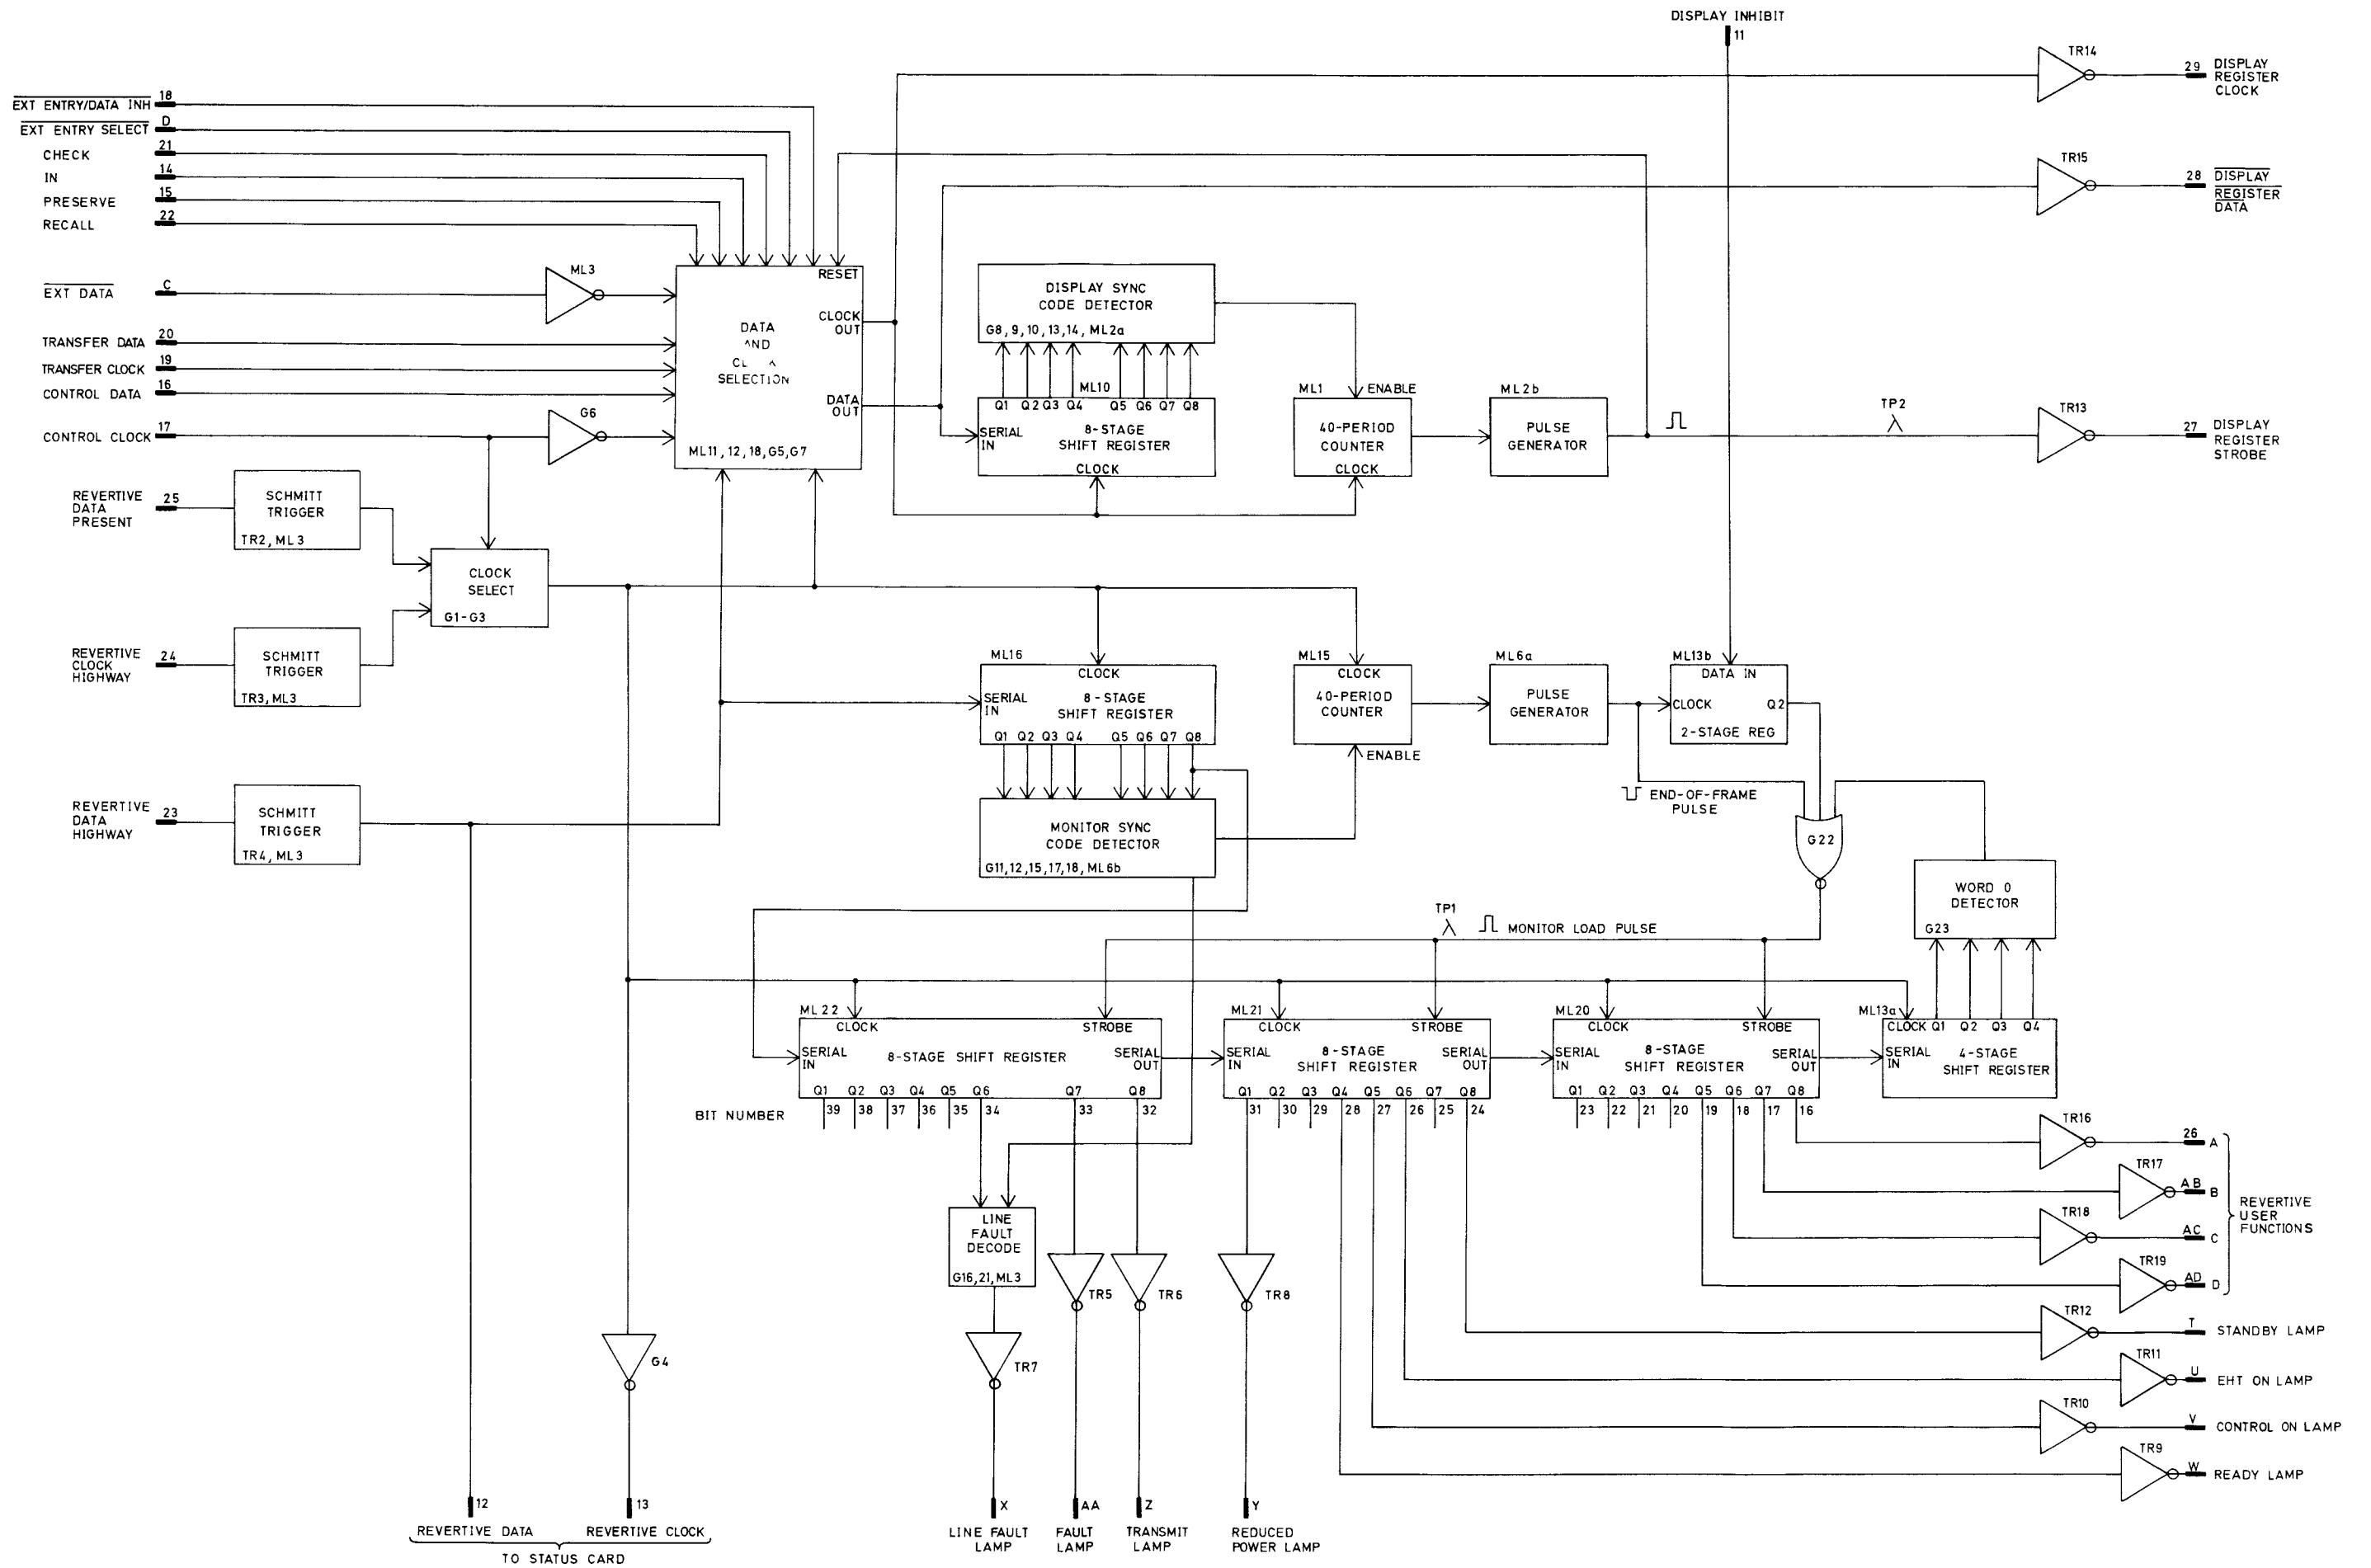 DISPLAY INHIBIT
11
TR14
29 DISPLAY
REGISTER
CLOCK
EXT ENTRY/DATA INH 18
EXT ENTRY SELECT D
CHECK 21
IN 14
PRESERVE 15
RECALL 22
TR15
28 DISPLAY
REGISTER
DATA
EXT DATA C
ML3
TRANSFER DATA 20
TRANSFER CLOCK 19
CONTROL DATA 16
CONTROL CLOCK 17
G6
RESET
CLOCK
OUT
DATA
AND
SELECTION
DATA
OUT
ML11, 12, 18, G5, G7
DISPLAY SYNC
CODE DETECTOR
G8, 9, 10, 13, 14, ML2a
ML10
Q1 Q2 Q3 Q4 Q5 Q6 Q7 Q8
SERIAL
IN
8-STAGE
SHIFT REGISTER
CLOCK
ML1 ENABLE
40-PERIOD
COUNTER
CLOCK
ML2b
PULSE
GENERATOR
TP2
TR13
27 DISPLAY
REGISTER
STROBE
REVERTIVE
DATA
PRESENT
25
SCHMITT
TRIGGER
TR2, ML3
CLOCK
SELECT
G1-G3
REVERTIVE
CLOCK
HIGHWAY
24
SCHMITT
TRIGGER
TR3, ML3
REVERTIVE
DATA
HIGHWAY
23
SCHMITT
TRIGGER
TR4, ML3
ML16
CLOCK
SERIAL
IN
8-STAGE
SHIFT REGISTER
Q1 Q2 Q3 Q4 Q5 Q6 Q7 Q8
MONITOR SYNC
CODE DETECTOR
G11, 12, 15, 17, 18, ML6b
ML15
CLOCK
40-PERIOD
COUNTER
ENABLE
ML6a
PULSE
GENERATOR
ML13b
DATA IN
CLOCK Q2
2-STAGE REG
END-OF-FRAME
PULSE
G22
WORD 0
DETECTOR
G23
TP1
MONITOR LOAD PULSE
ML22
CLOCK STROBE
SERIAL
IN
8-STAGE SHIFT REGISTER
SERIAL
OUT
Q1 Q2 Q3 Q4 Q5 Q6 Q7 Q8
BIT NUMBER
39 38 37 36 35 34 33 32
ML21
CLOCK STROBE
SERIAL
IN
8-STAGE
SHIFT REGISTER
SERIAL
OUT
Q1 Q2 Q3 Q4 Q5 Q6 Q7 Q8
31 30 29 28 27 26 25 24
ML20
CLOCK STROBE
SERIAL
IN
8-STAGE
SHIFT REGISTER
SERIAL
OUT
Q1 Q2 Q3 Q4 Q5 Q6 Q7 Q8
23 22 21 20 19 18 17 16
ML13a
CLOCK Q1 Q2 Q3 Q4
SERIAL
IN
4-STAGE
SHIFT REGISTER
TR16
26 A
TR17
AB B
TR18
AC C
TR19
AD D
REVERTIVE
USER
FUNCTIONS
TR12
T STANDBY LAMP
TR11
U EHT ON LAMP
TR10
V CONTROL ON LAMP
TR9
W READY LAMP
LINE
FAULT
DECODE
G16, 21, ML3
TR5
TR6
TR8
TR7
G4
12
13
X
AA
Z
Y
REVERTIVE DATA
REVERTIVE CLOCK
TO STATUS CARD
LINE FAULT
LAMP
FAULT
LAMP
TRANSMIT
LAMP
REDUCED
POWER LAMP